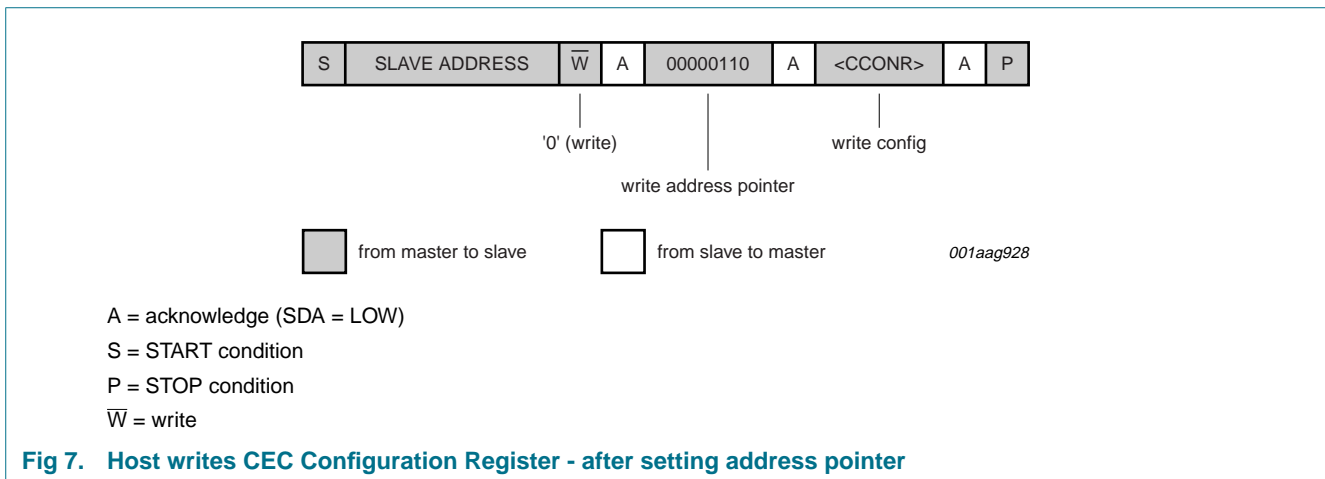 S SLAVE ADDRESS W̅ A 00000110 A <CCONR> A P
'0' (write) write config
write address pointer
from master to slave from slave to master 001aag928
A = acknowledge (SDA = LOW)
S = START condition
P = STOP condition
W̅ = write
Fig 7. Host writes CEC Configuration Register - after setting address pointer